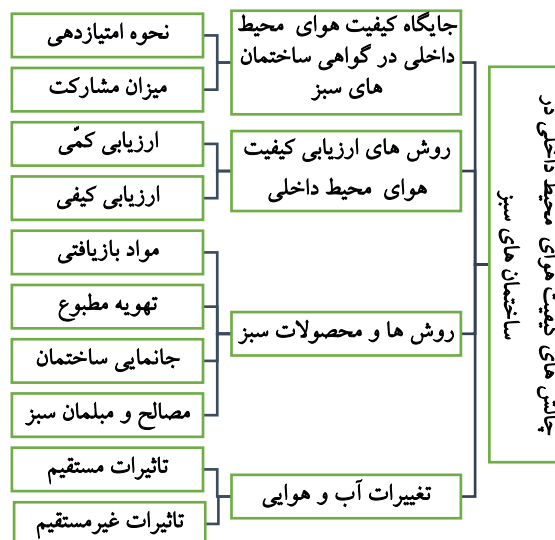 چالش های کیفیت هوای محیط داخلی در
ساختمان های سبز
جایگاه کیفیت هوای محیط
داخلی در گواهی ساختمان
های سبز
نحوه امتیازدهی
میزان مشارکت
روش های ارزیابی کیفیت
هوای محیط داخلی
ارزیابی کمّی
ارزیابی کیفی
روش ها و محصولات سبز
مواد بازیافتی
تهویه مطبوع
جانمایی ساختمان
مصالح و مبلمان سبز
تغییرات آب و هوایی
تاثیرات مستقیم
تاثیرات غیرمستقیم